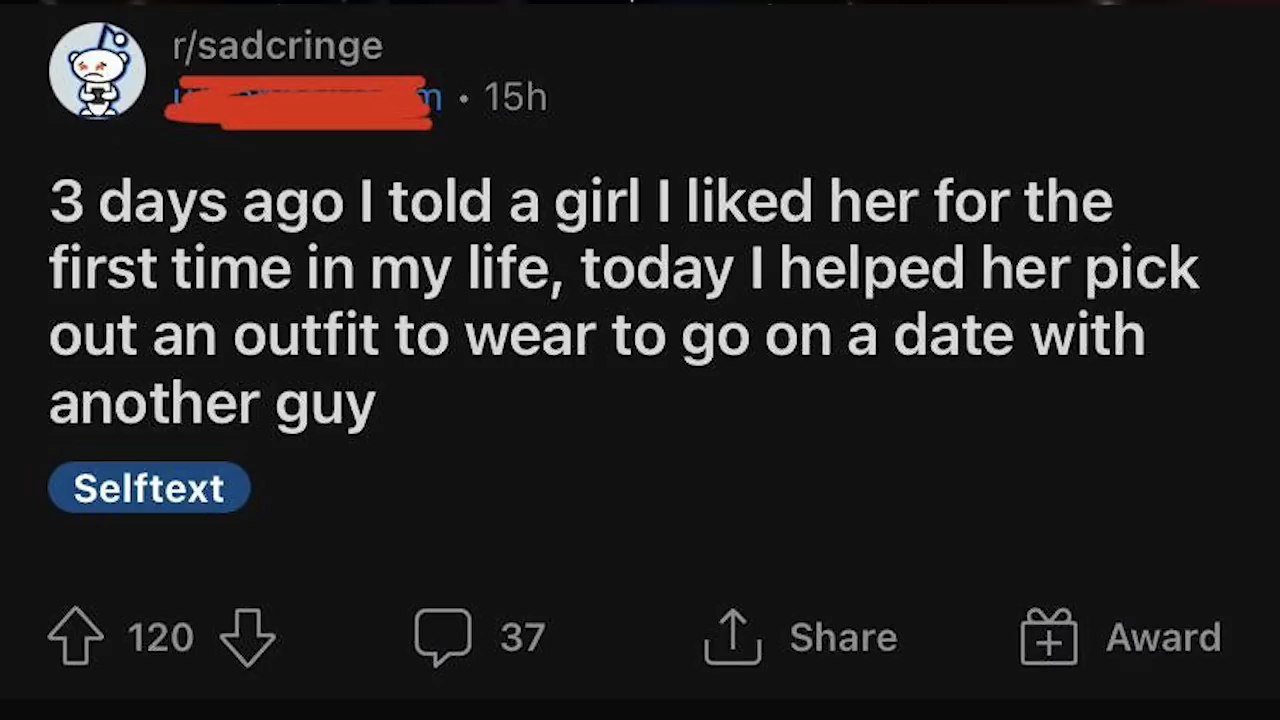 r/sadcringe
• 15h
3 days ago I told a girl I liked her for the
first time in my life, today I helped her pick
out an outfit to wear to go on a date with
another guy
Selftext
120
37
Share
Award